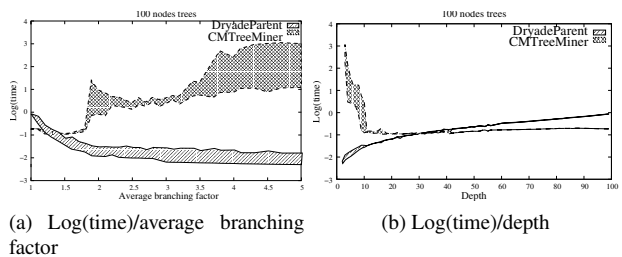 100 nodes trees
DryadeParent
CMTreeMiner
Log(time)
4
3
2
1
0
−1
−2
−3
1
1.5
2
2.5
3
3.5
4
4.5
5
Average branching factor
(a) Log(time)/average branching
factor
100 nodes trees
DryadeParent
CMTreeMiner
Log(time)
4
3
2
1
0
−1
−2
−3
0
10
20
30
40
50
60
70
80
90
100
Depth
(b) Log(time)/depth